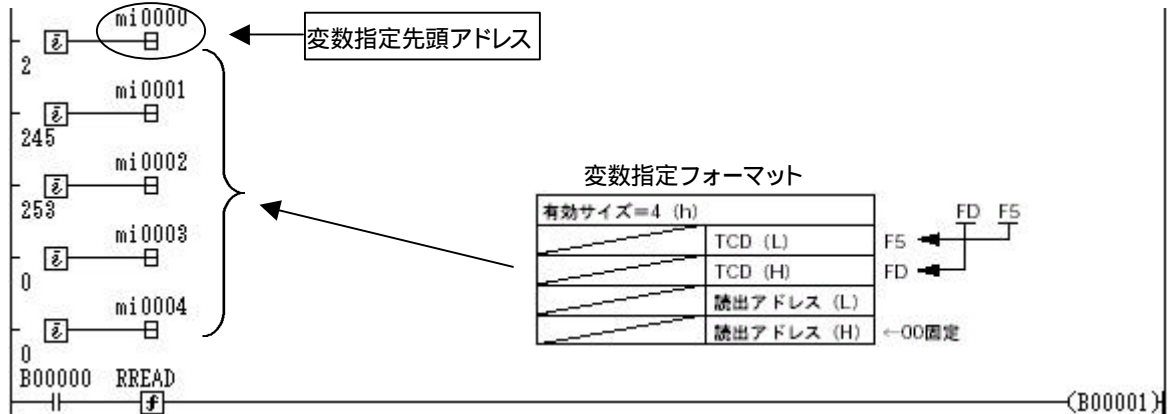 mi0000
変数指定先頭アドレス
2
mi0001
245
mi0002
253
mi0003
0
mi0004
0
変数指定フォーマット
有効サイズ=4 (h)
FD F5
TCD (L) F5
TCD (H) FD
読出アドレス (L)
読出アドレス (H) ←00固定
B00000 RREAD
f
(B00001)